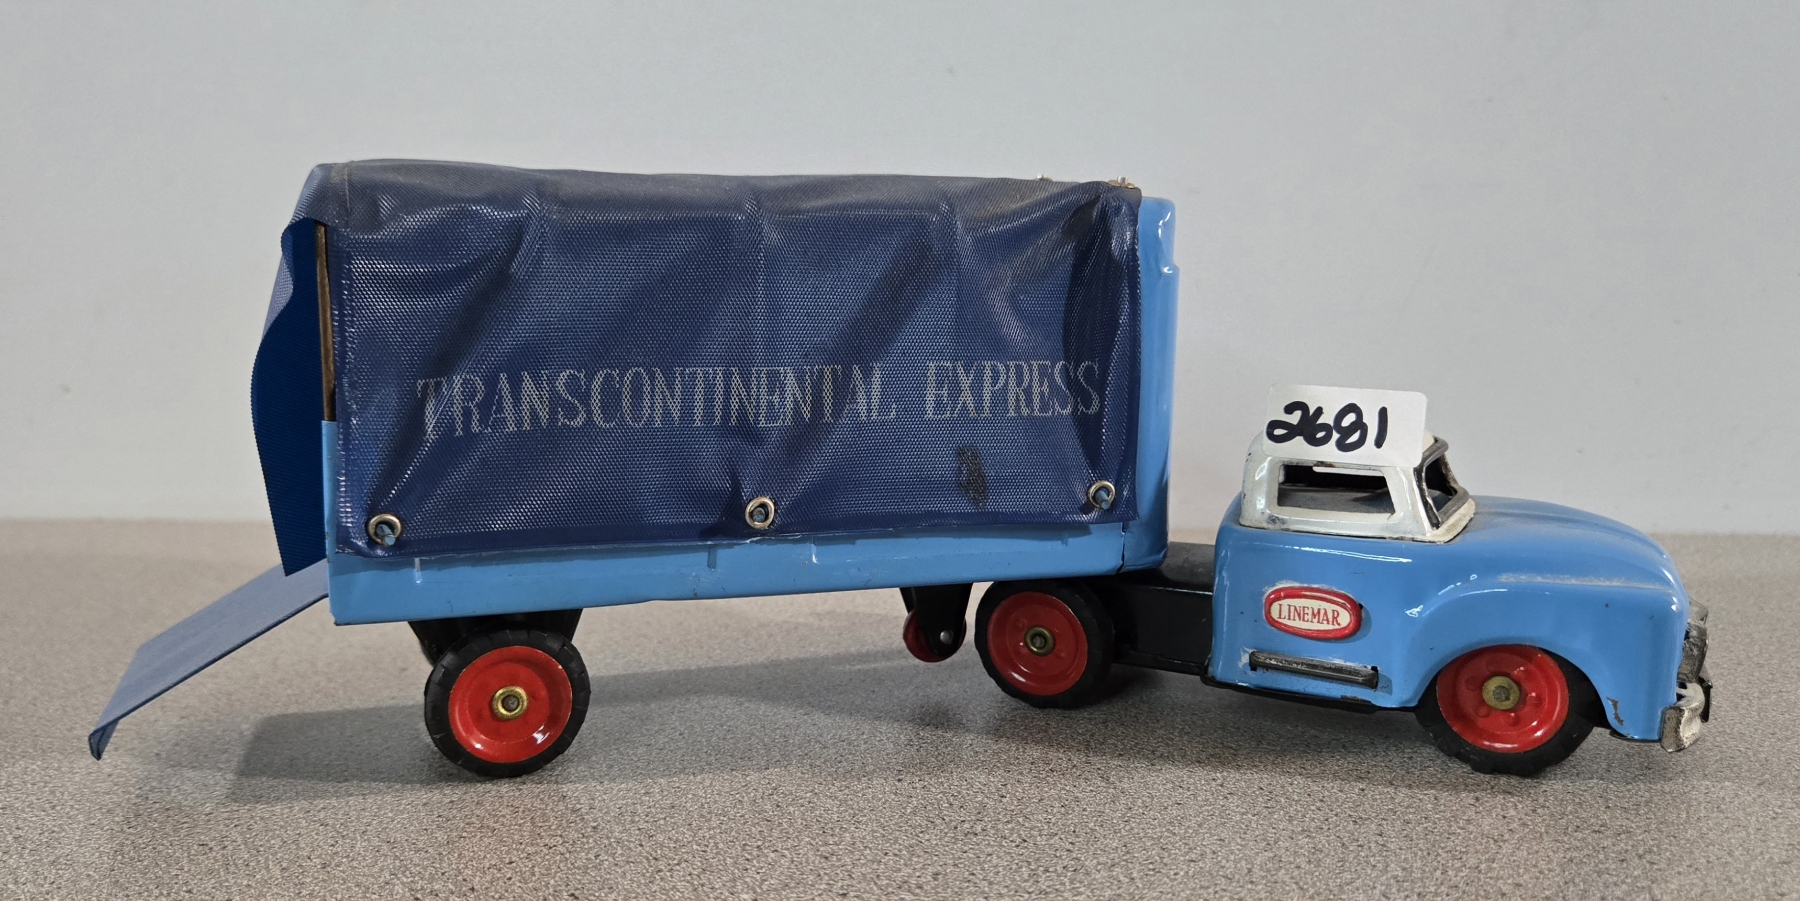 TRANSCONTINENTAL EXPRESS
2681
LINEMAR